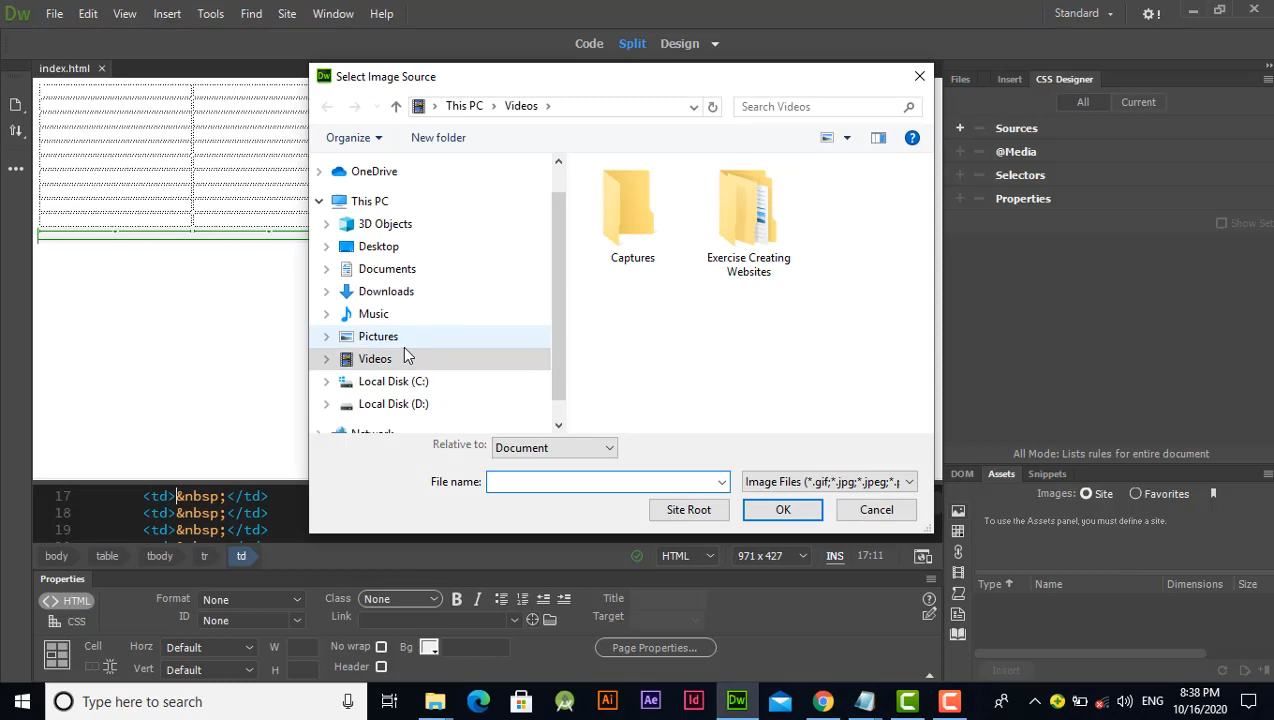 Dw File Edit View Insert Tools Find Site Window Help Standard
Code Split Design
index.html
Dw Select Image Source
This PC Videos Search Videos
Organize New folder
OneDrive
This PC
3D Objects
Desktop
Documents
Downloads
Music
Pictures
Videos
Local Disk (C:)
Local Disk (D:)
Captures
Exercise Creating
Websites
Relative to: Document
File name: Image Files (*.gif;*.jpg;*.jpeg;*.p
Site Root OK Cancel
Files Insert CSS Designer
All Current
Sources
@Media
Selectors
Properties
Show Set
All Mode: Lists rules for entire document
DOM Assets Snippets
Images: Site Favorites
To use the Assets panel, you must define a site.
Type Name Dimensions Size
Insert
17 <td>&nbsp;</td>
18 <td>&nbsp;</td>
19 <td>&nbsp;</td>
body table tbody tr td HTML 971 x 427 INS 17:11
Properties
HTML Format None Class None B I Title
CSS ID None Link Target
Cell Horz Default W No wrap Bg Page Properties...
Vert Default H Header
Type here to search Ai Ae Id Dw ENG 8:38 PM
10/16/2020